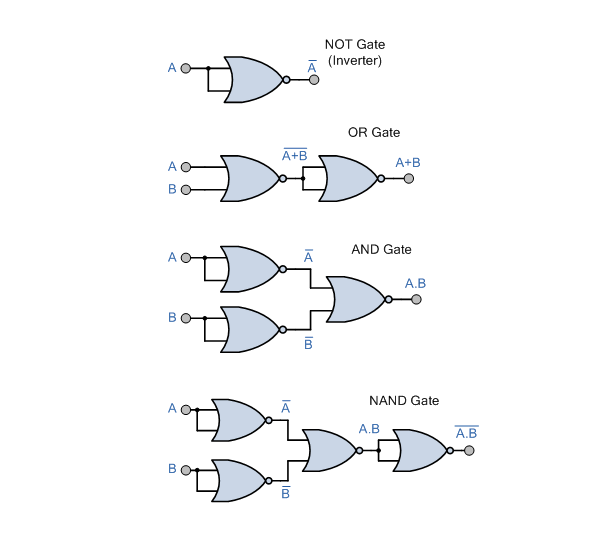 NOT Gate
(Inverter)
A
A̅
OR Gate
A
B
A̅+̅B̅
A+B
AND Gate
A
A̅
A.B
B
B̅
NAND Gate
A
A̅
A.B
A̅.̅B̅
B
B̅